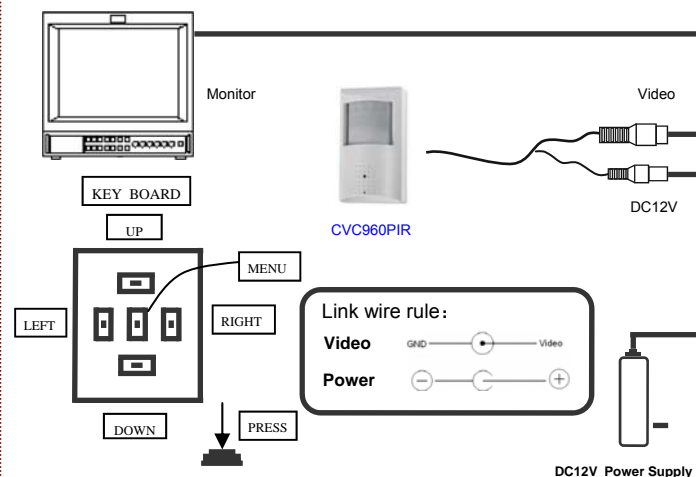 Monitor
Video
DC12V
CVC960PIR
KEY BOARD
UP
MENU
LEFT
RIGHT
DOWN
PRESS
Link wire rule：
Video GND Video
Power - +
DC12V Power Supply